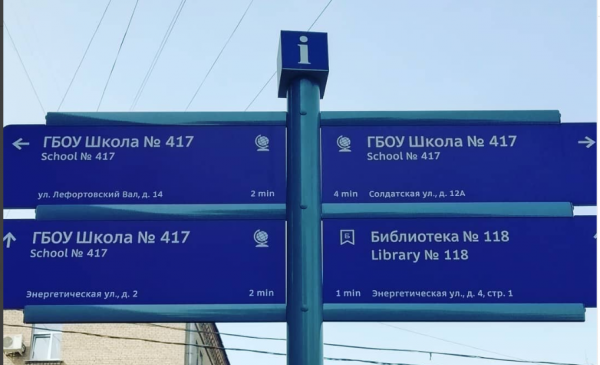 i
← ГБОУ Школа № 417
School № 417
ул. Лефортовский Вал, д. 14 2 min
ГБОУ Школа № 417 →
School № 417
4 min Солдатская ул., д. 12А
↑ ГБОУ Школа № 417
School № 417
Энергетическая ул., д. 2 2 min
Б Библиотека № 118 ↑
Library № 118
1 min Энергетическая ул., д. 4, стр. 1